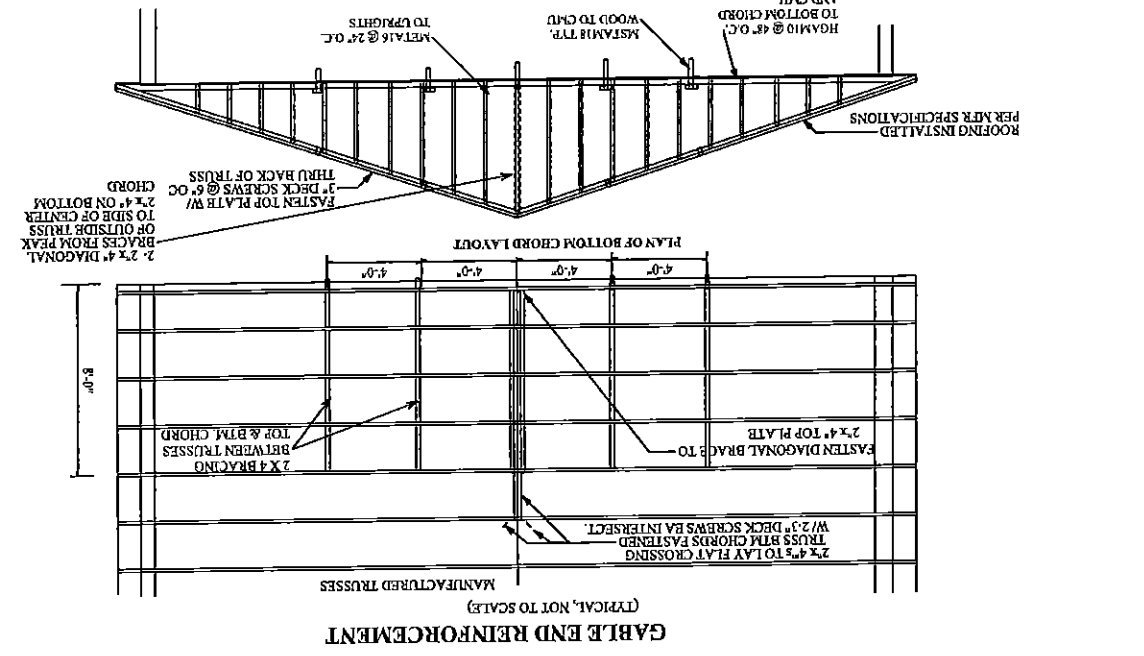 GABLE END REINFORCEMENT
(TYPICAL, NOT TO SCALE)
MANUFACTURED TRUSSES
2"x 4"s TO LAY FLAT CROSSING
TRUSS BTM CHORDS FASTENED
W/2-3" DECK SCREWS EA INTERSECT.
FASTEN DIAGONAL BRACE TO
2"x 4" TOP PLATE
2 X 4 BRACING
BETWEEN TRUSSES
TOP & BTM. CHORD
8'-0"
4'-0"
4'-0"
4'-0"
4'-0"
PLAN OF BOTTOM CHORD LAYOUT
2- 2"x 4" DIAGONAL
BRACES FROM PEAK
OF OUTSIDE TRUSS
TO SIDE OF CENTER
2"x 4" ON BOTTOM
CHORD
FASTEN TOP PLATE W/
3" DECK SCREWS @ 6" OC
THRU BACK OF TRUSS
ROOFING INSTALLED
PER MFR SPECIFICATIONS
HGAM10 @ 48" O.C.
TO BOTTOM CHORD
AND CMU
MSTAM18 TYP.
WOOD TO CMU
META16 @ 24" O.C.
TO UPRIGHTS